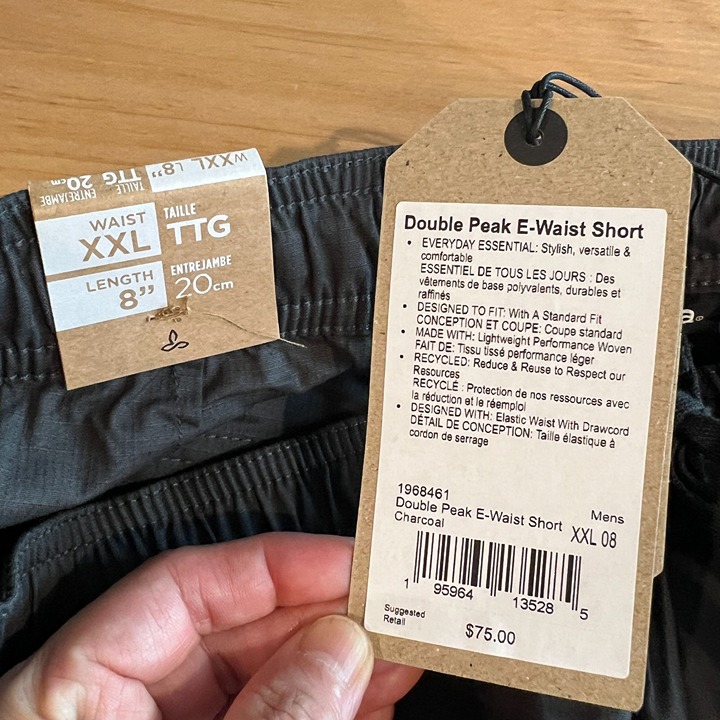 WXXL L8"
TAILLE TTG
ENTREJAMBE 20cm
WAIST
XXL
TAILLE
TTG
LENGTH
8"
ENTREJAMBE
20cm
Double Peak E-Waist Short
• EVERYDAY ESSENTIAL: Stylish, versatile &
comfortable
ESSENTIEL DE TOUS LES JOURS : Des
vêtements de base polyvalents, durables et
raffinés
• DESIGNED TO FIT: With A Standard Fit
CONCEPTION ET COUPE: Coupe standard
• MADE WITH: Lightweight Performance Woven
FAIT DE: Tissu tissé performance léger
• RECYCLED: Reduce & Reuse to Respect our
Resources
RECYCLÉ : Protection de nos ressources avec
la réduction et le réemploi
• DESIGNED WITH: Elastic Waist With Drawcord
DÉTAIL DE CONCEPTION: Taille élastique à
cordon de serrage
1968461
Double Peak E-Waist Short Mens
Charcoal XXL 08
1 95964 13528 5
Suggested
Retail
$75.00
a®